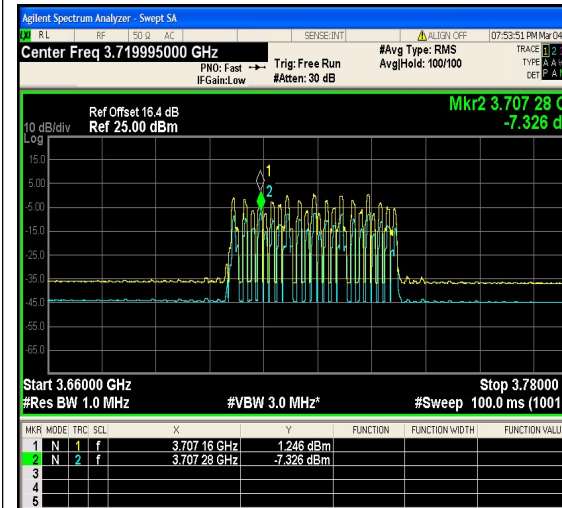 Agilent Spectrum Analyzer - Swept SA
RL RF 50 Ω AC SENSE:INT ALIGN OFF 07:53:51 PM Mar 04
Center Freq 3.719995000 GHz #Avg Type: RMS TRACE 1 2
PNO: Fast Trig: Free Run Avg|Hold: 100/100 TYPE A A
IFGain:Low #Atten: 30 dB DET P A
Mkr2 3.707 28 G
Ref Offset 16.4 dB
10 dB/div Ref 25.00 dBm -7.326 d
Log
15.0
5.00
1
2
-5.00
-15.0
-25.0
-35.0
-45.0
-55.0
-65.0
Start 3.66000 GHz Stop 3.78000
#Res BW 1.0 MHz #VBW 3.0 MHz* #Sweep 100.0 ms (1001
MKR MODE TRC SCL X Y FUNCTION FUNCTION WIDTH FUNCTION VALU
1 N 1 f 3.707 16 GHz 1.246 dBm
2 N 2 f 3.707 28 GHz -7.326 dBm
3
4
5